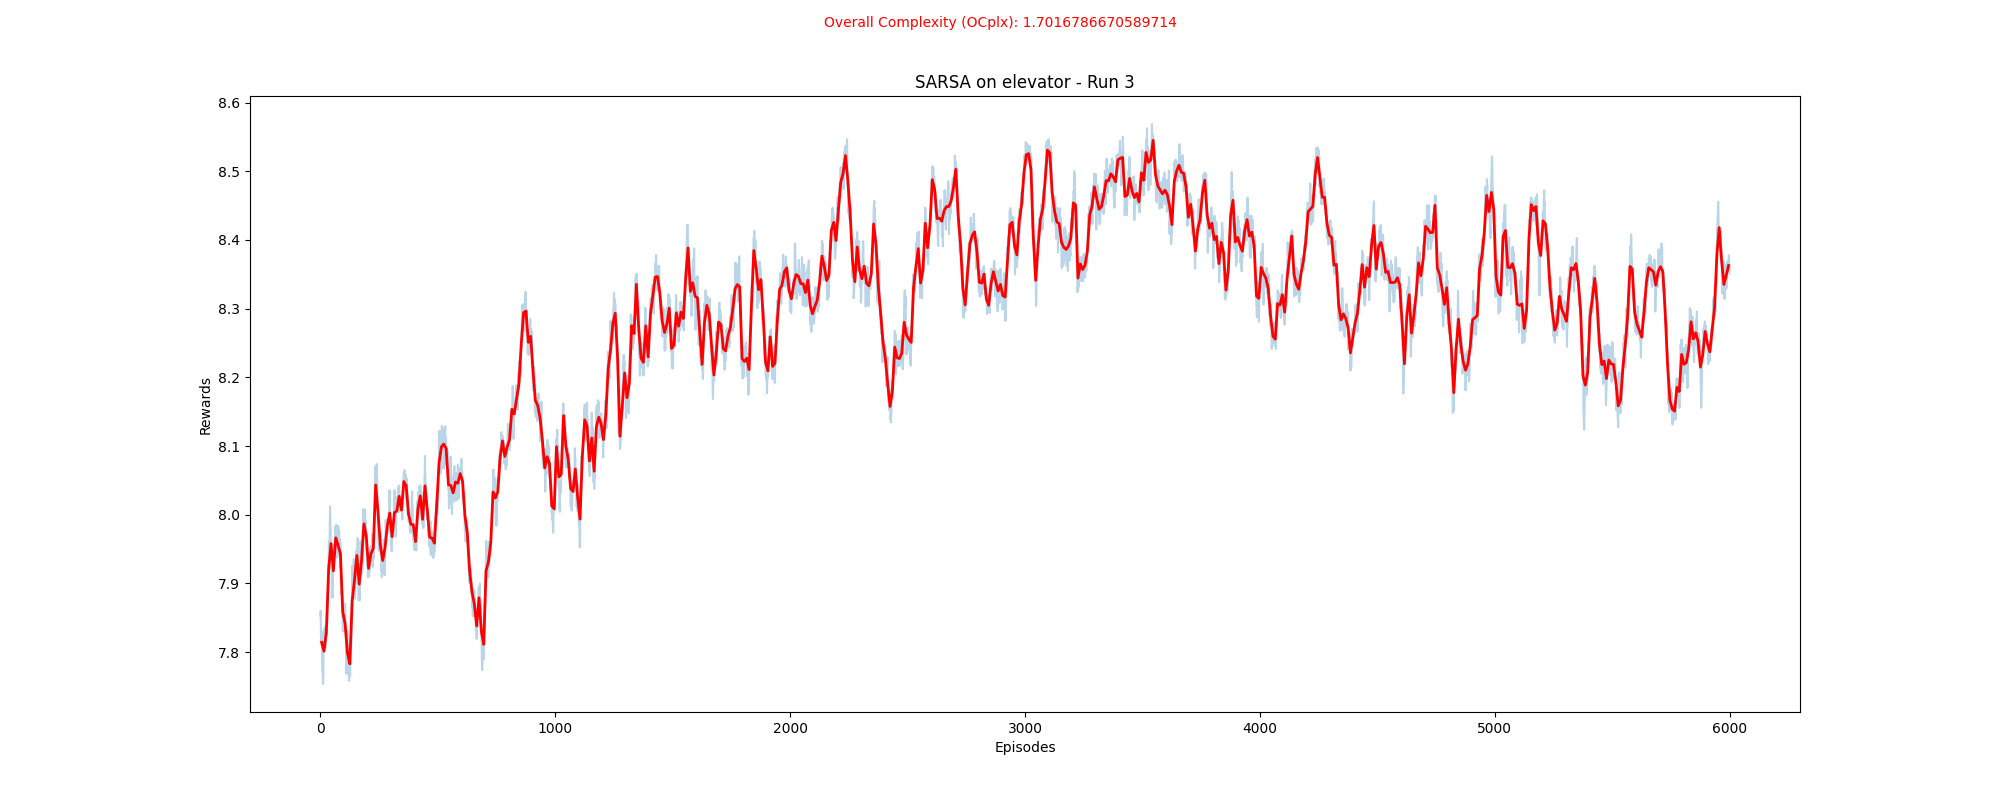 Overall Complexity (OCplx): 1.7016786670589714
SARSA on elevator - Run 3
8.6
8.5
8.4
8.3
8.2
8.1
8.0
7.9
7.8
Rewards
0 1000 2000 3000 4000 5000 6000
Episodes